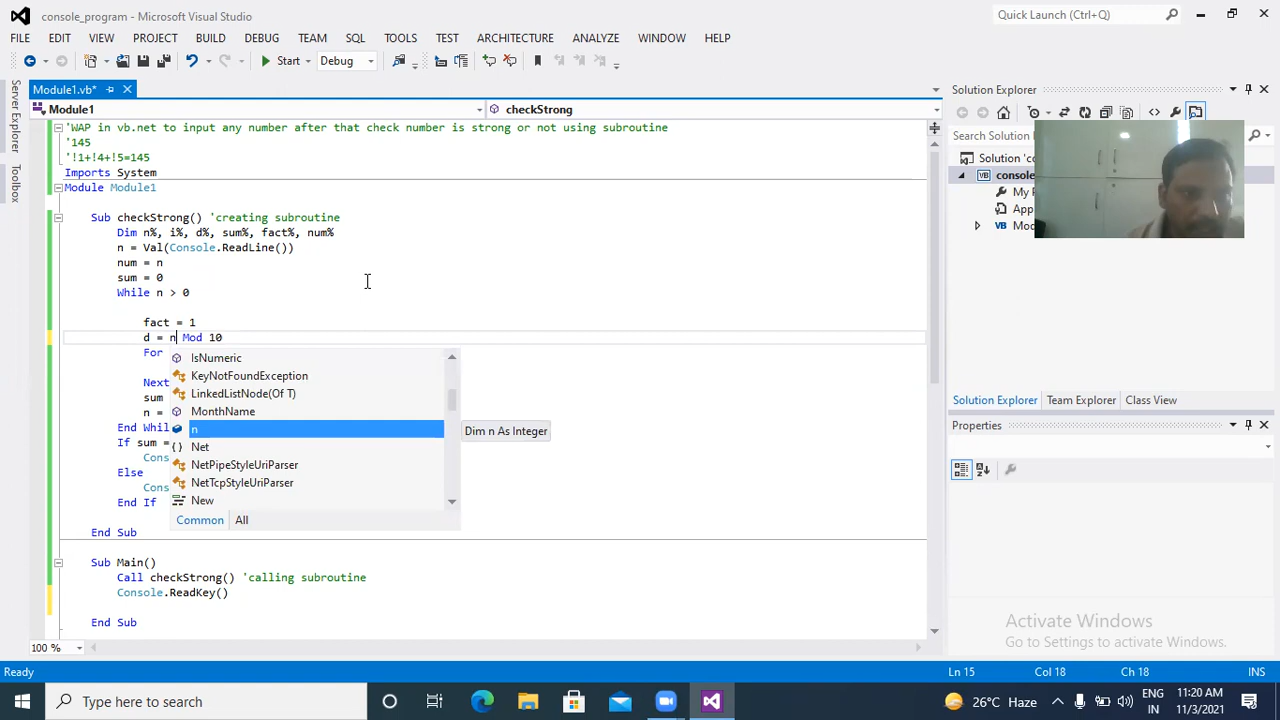 console_program - Microsoft Visual Studio
Quick Launch (Ctrl+Q)
FILE EDIT VIEW PROJECT BUILD DEBUG TEAM SQL TOOLS TEST ARCHITECTURE ANALYZE WINDOW HELP
Start Debug
Server Explorer
Toolbox
Module1.vb*
Module1
checkStrong
'WAP in vb.net to input any number after that check number is strong or not using subroutine
'145
'!1+!4+!5=145
Imports System
Module Module1
Sub checkStrong() 'creating subroutine
Dim n%, i%, d%, sum%, fact%, num%
n = Val(Console.ReadLine())
num = n
sum = 0
While n > 0
fact = 1
d = n Mod 10
For
Next
sum
n =
End Whil
If sum =
Cons
Else
Cons
End If
End Sub
Sub Main()
Call checkStrong() 'calling subroutine
Console.ReadKey()
End Sub
IsNumeric
KeyNotFoundException
LinkedListNode(Of T)
MonthName
n
Net
NetPipeStyleUriParser
NetTcpStyleUriParser
New
Common All
Dim n As Integer
100 %
Solution Explorer
Search Solution
Solution 'co
conso
My P
App
Mod
Solution Explorer Team Explorer Class View
Properties
Activate Windows
Go to Settings to activate Windows.
Ready
Ln 15 Col 18 Ch 18 INS
Type here to search
26°C Haze
ENG
IN
11:20 AM
11/3/2021